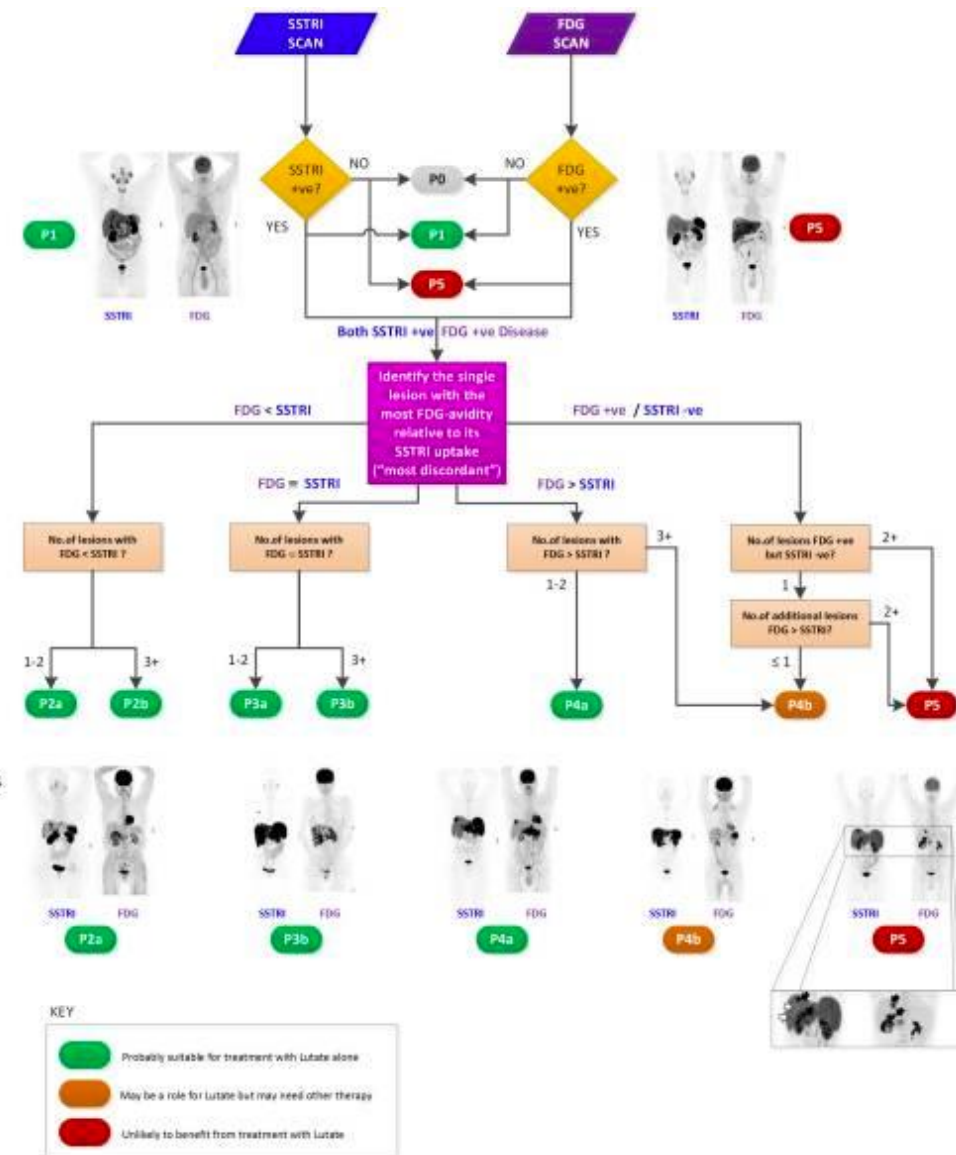 SSTRI
SCAN
FDG
SCAN
SSTRI
+ve?
NO
P0
NO
FDG
+ve?
YES
P1
YES
P5
P1
SSTRI
FDG
P5
SSTRI
FDG
Both SSTRI +ve FDG +ve Disease
Identify the single
lesion with the
most FDG-avidity
relative to its
SSTRI uptake
("most discordant")
FDG < SSTRI
FDG = SSTRI
FDG > SSTRI
FDG +ve / SSTRI -ve
No.of lesions with
FDG < SSTRI ?
No.of lesions with
FDG = SSTRI ?
No.of lesions with
FDG > SSTRI ?
3+
No.of lesions FDG +ve
but SSTRI -ve?
2+
1-2
1
No.of additional lesions
FDG > SSTRI?
2+
≤ 1
1-2
3+
1-2
3+
P2a
P2b
P3a
P3b
P4a
P4b
P5
SSTRI
FDG
P2a
SSTRI
FDG
P3b
SSTRI
FDG
P4a
SSTRI
FDG
P4b
SSTRI
FDG
P5
KEY
Probably suitable for treatment with Lutate alone
May be a role for Lutate but may need other therapy
Unlikely to benefit from treatment with Lutate